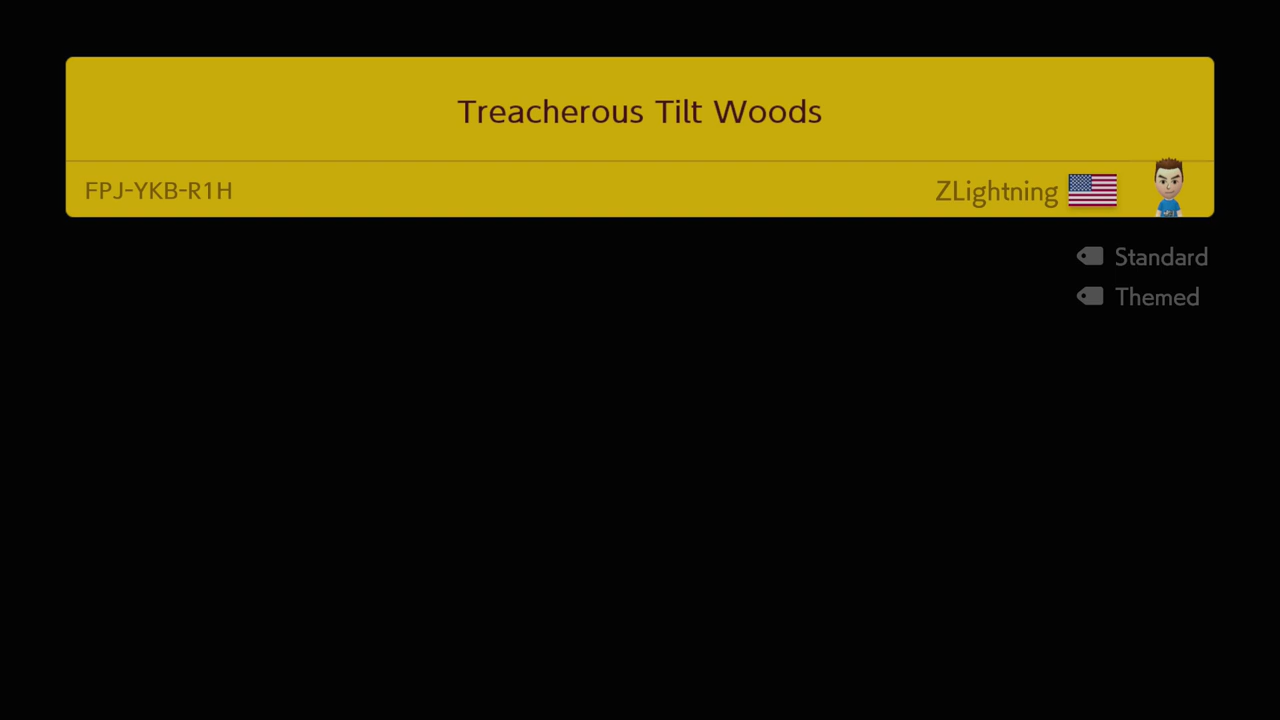 Treacherous Tilt Woods
FPJ-YKB-R1H
ZLightning
Standard
Themed